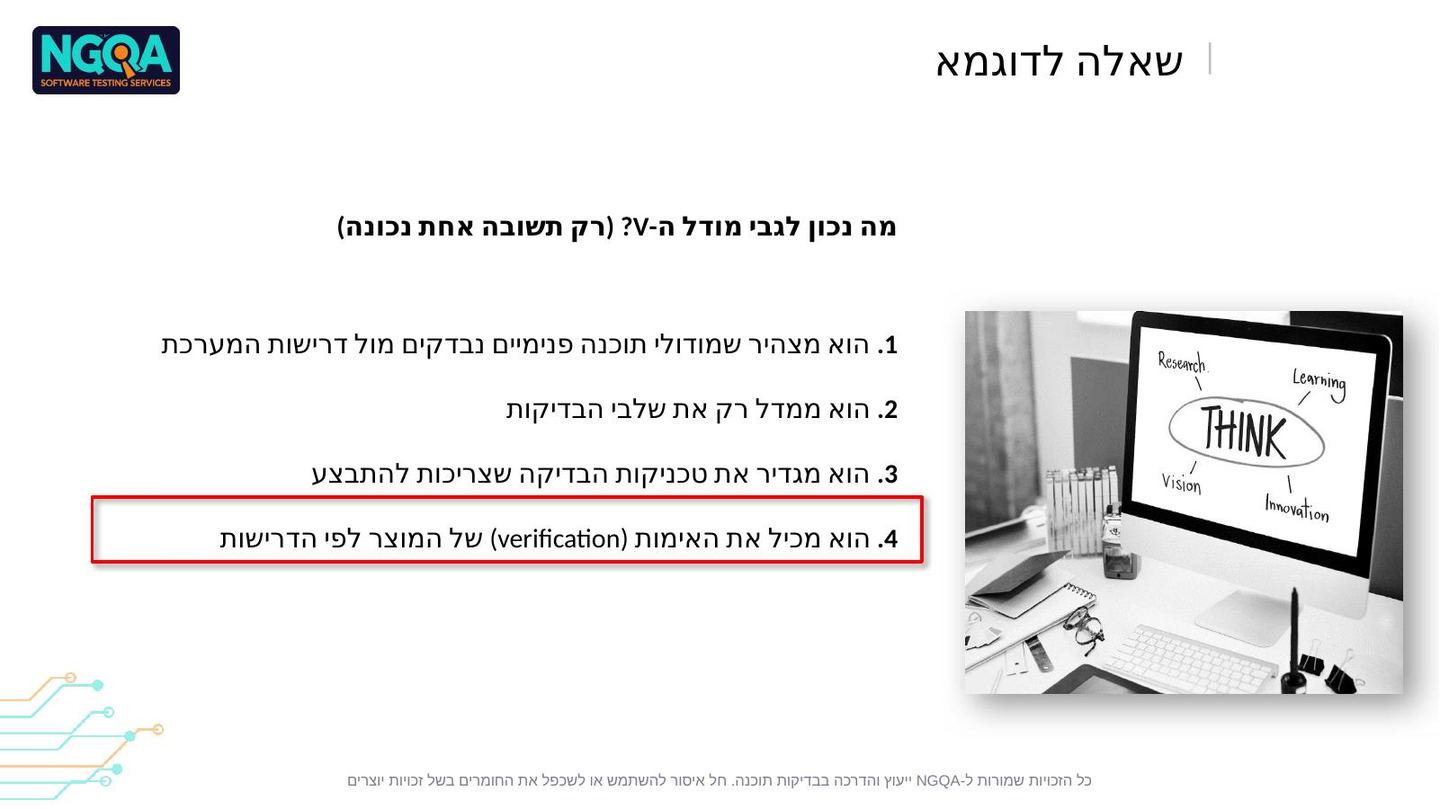 NGQA
SOFTWARE TESTING SERVICES
שאלה לדוגמא
מה נכון לגבי מודל ה-V? (רק תשובה אחת נכונה)
1. הוא מצהיר שמודולי תוכנה פנימיים נבדקים מול דרישות המערכת
2. הוא ממדל רק את שלבי הבדיקות
3. הוא מגדיר את טכניקות הבדיקה שצריכות להתבצע
4. הוא מכיל את האימות (verification) של המוצר לפי הדרישות
Research
Learning
THINK
Vision
Innovation
כל הזכויות שמורות ל-NGQA ייעוץ והדרכה בבדיקות תוכנה. חל איסור להשתמש או לשכפל את החומרים בשל זכויות יוצרים